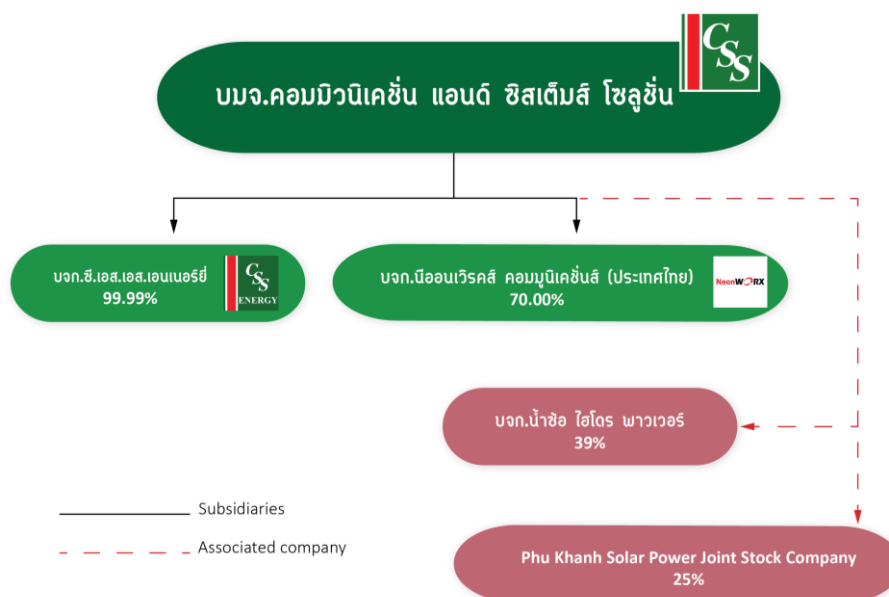 CSS
บมจ.คอมมิวนิเคชั่น แอนด์ ซิสเต็มส์ โซลูชั่น
บจก.ซี.เอส.เอส.เอนเนอร์ยี่
99.99%
CSS
ENERGY
บจก.นีออนเวิรคส์ คอมมูนิเคชั่นส์ (ประเทศไทย)
70.00%
NeonWORX
บจก.น้ำซ้อ ไฮโดร พาวเวอร์
39%
Subsidiaries
Associated company
Phu Khanh Solar Power Joint Stock Company
25%